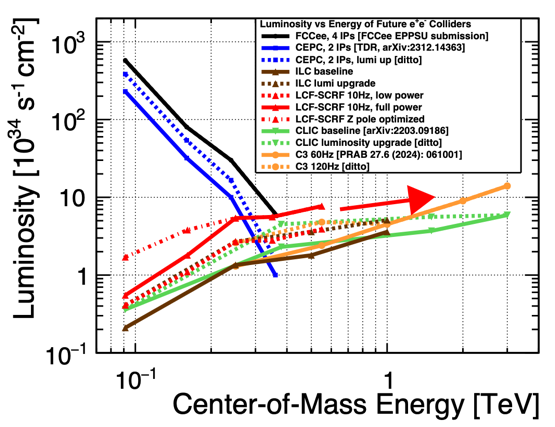 Luminosity vs Energy of Future e⁺e⁻ Colliders
FCCee, 4 IPs [FCCee EPPSU submission]
CEPC, 2 IPs [TDR, arXiv:2312.14363]
CEPC, 2 IPs, lumi up [ditto]
ILC baseline
ILC lumi upgrade
LCF-SCRF 10Hz, low power
LCF-SCRF 10Hz, full power
LCF-SCRF Z pole optimized
CLIC baseline [arXiv:2203.09186]
CLIC luminosity upgrade [ditto]
C3 60Hz [PRAB 27.6 (2024): 061001]
C3 120Hz [ditto]
Luminosity [10³⁴ s⁻¹ cm⁻²]
10³
10²
10
1
10⁻¹
10⁻¹
1
Center-of-Mass Energy [TeV]